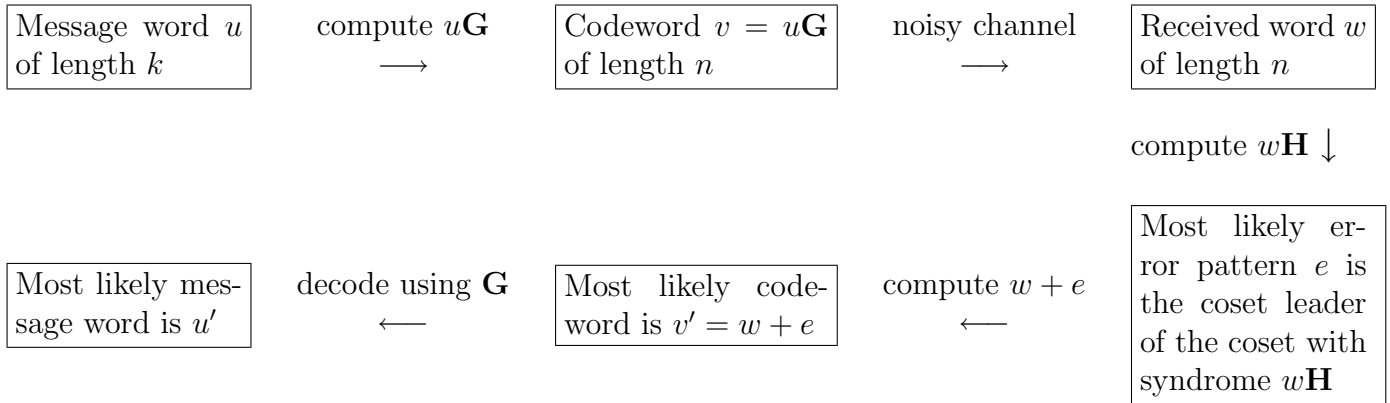 Message word u
of length k
compute uG
⟶
Codeword v = uG
of length n
noisy channel
⟶
Received word w
of length n
compute wH ↓
Most likely er-
ror pattern e is
the coset leader
of the coset with
syndrome wH
compute w + e
⟵
Most likely code-
word is v′ = w + e
decode using G
⟵
Most likely mes-
sage word is u′